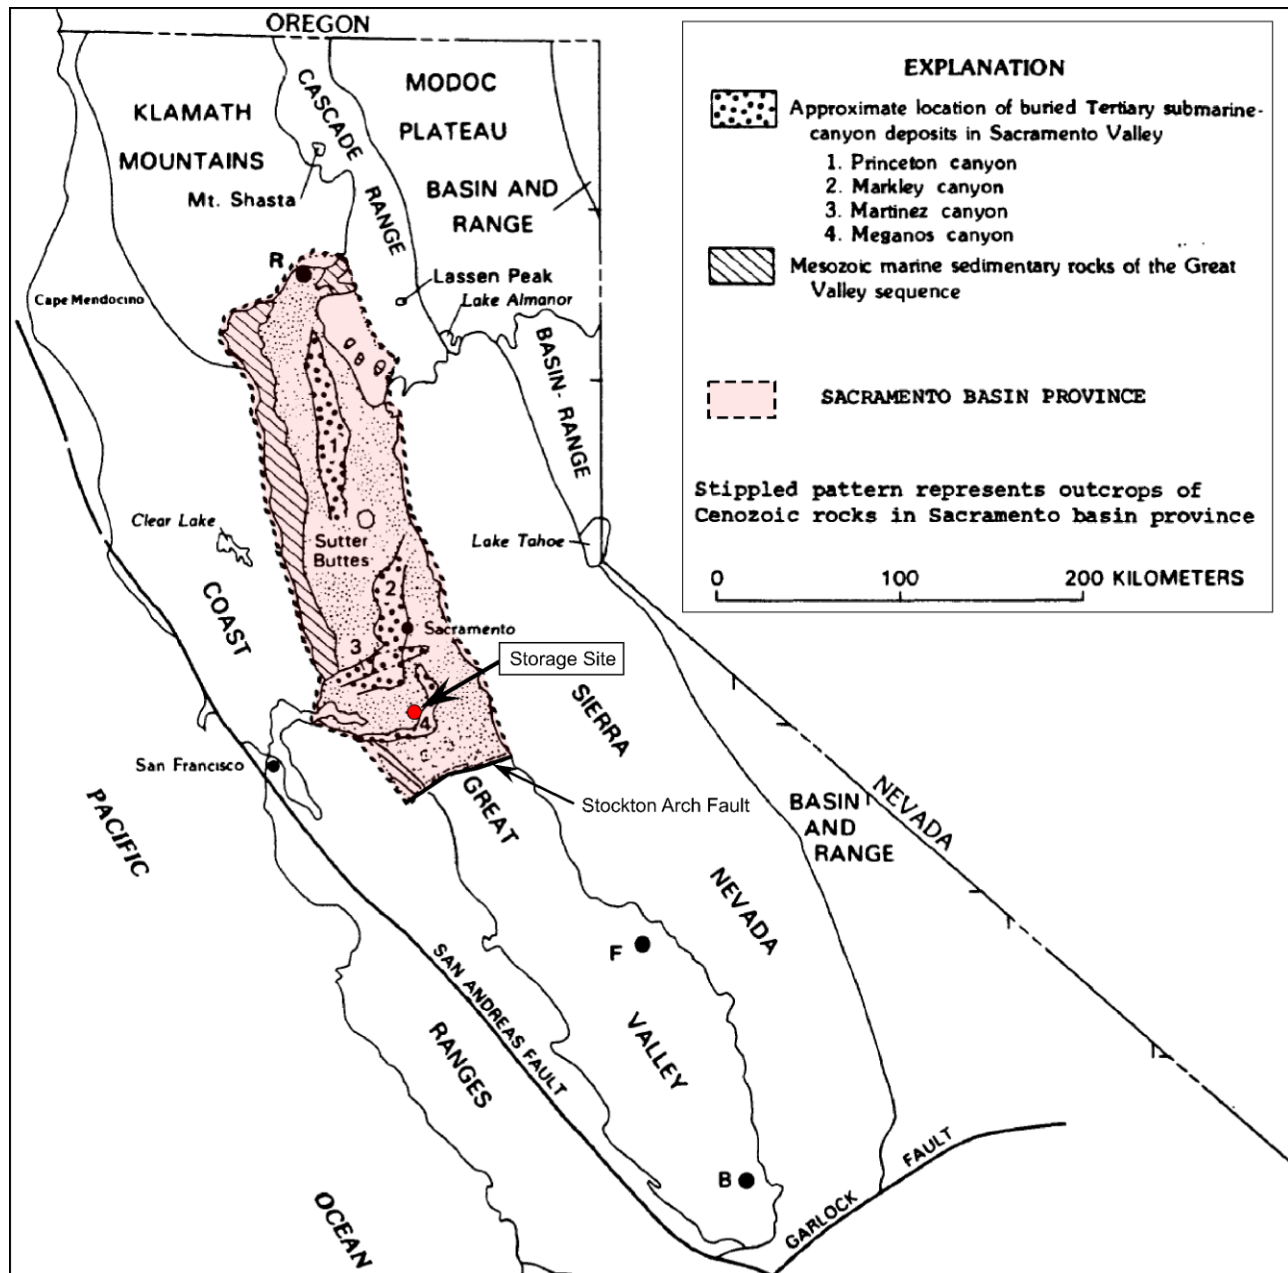 OREGON
KLAMATH
MOUNTAINS
Mt. Shasta
CASCADE
RANGE
MODOC
PLATEAU
BASIN AND
RANGE
R
Cape Mendocino
Lassen Peak
Lake Almanor
BASIN-
RANGE
1
Clear Lake
Sutter
Buttes
Lake Tahoe
2
COAST
Sacramento
3
Storage Site
4
SIERRA
San Francisco
GREAT
Stockton Arch Fault
PACIFIC
BASIN
AND
RANGE
NEVADA
NEVADA
F
SAN ANDREAS FAULT
RANGES
VALLEY
B
GARLOCK
FAULT
OCEAN
EXPLANATION
Approximate location of buried Tertiary submarine-
canyon deposits in Sacramento Valley
1. Princeton canyon
2. Markley canyon
3. Martinez canyon
4. Meganos canyon
Mesozoic marine sedimentary rocks of the Great
Valley sequence
SACRAMENTO BASIN PROVINCE
Stippled pattern represents outcrops of
Cenozoic rocks in Sacramento basin province
0 100 200 KILOMETERS